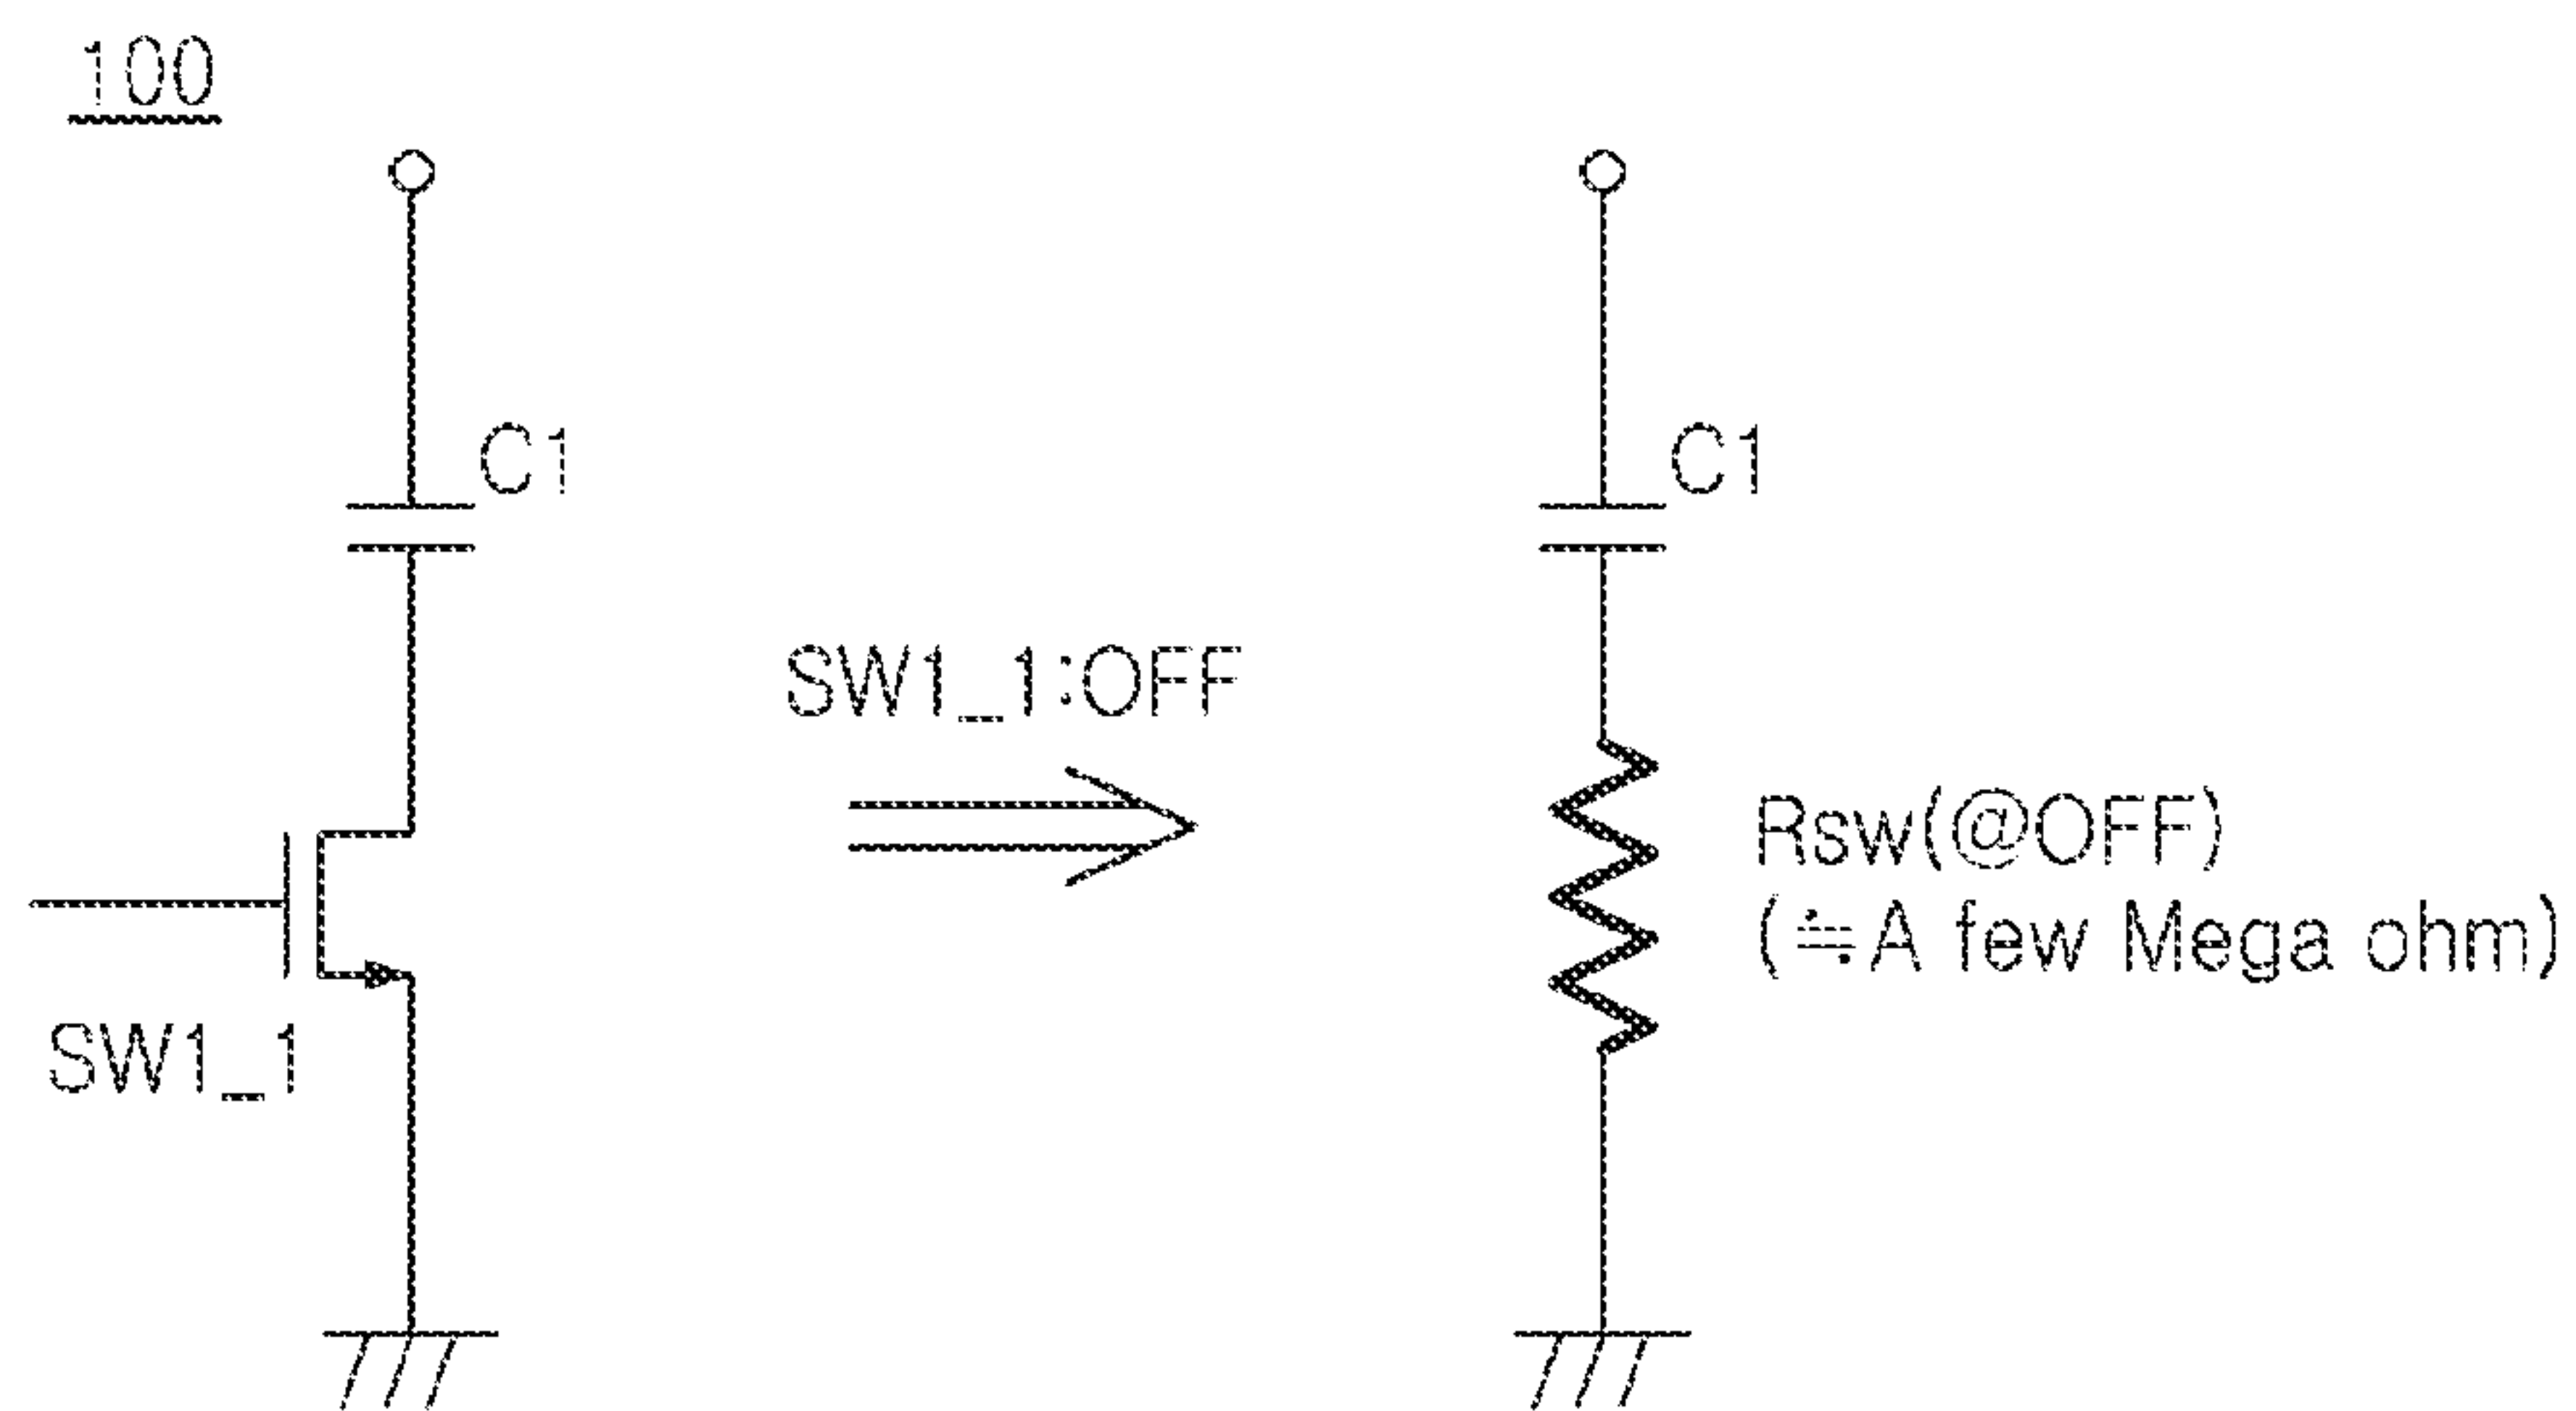 100
C1
C1
SW1_1:OFF
Rsw(@OFF)
(≒A few Mega ohm)
SW1_1